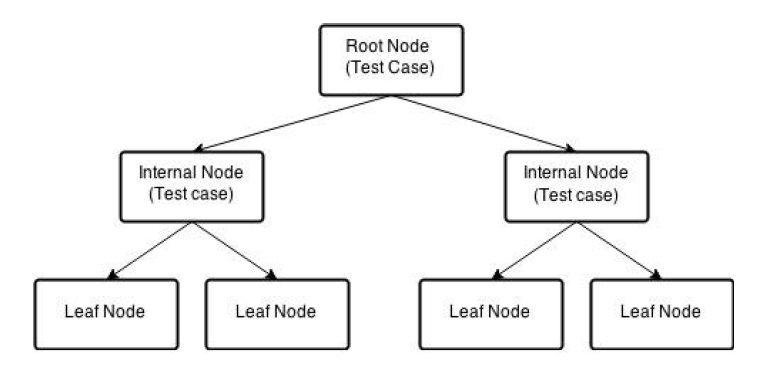 Root Node
(Test Case)
Internal Node
(Test case)
Internal Node
(Test case)
Leaf Node
Leaf Node
Leaf Node
Leaf Node